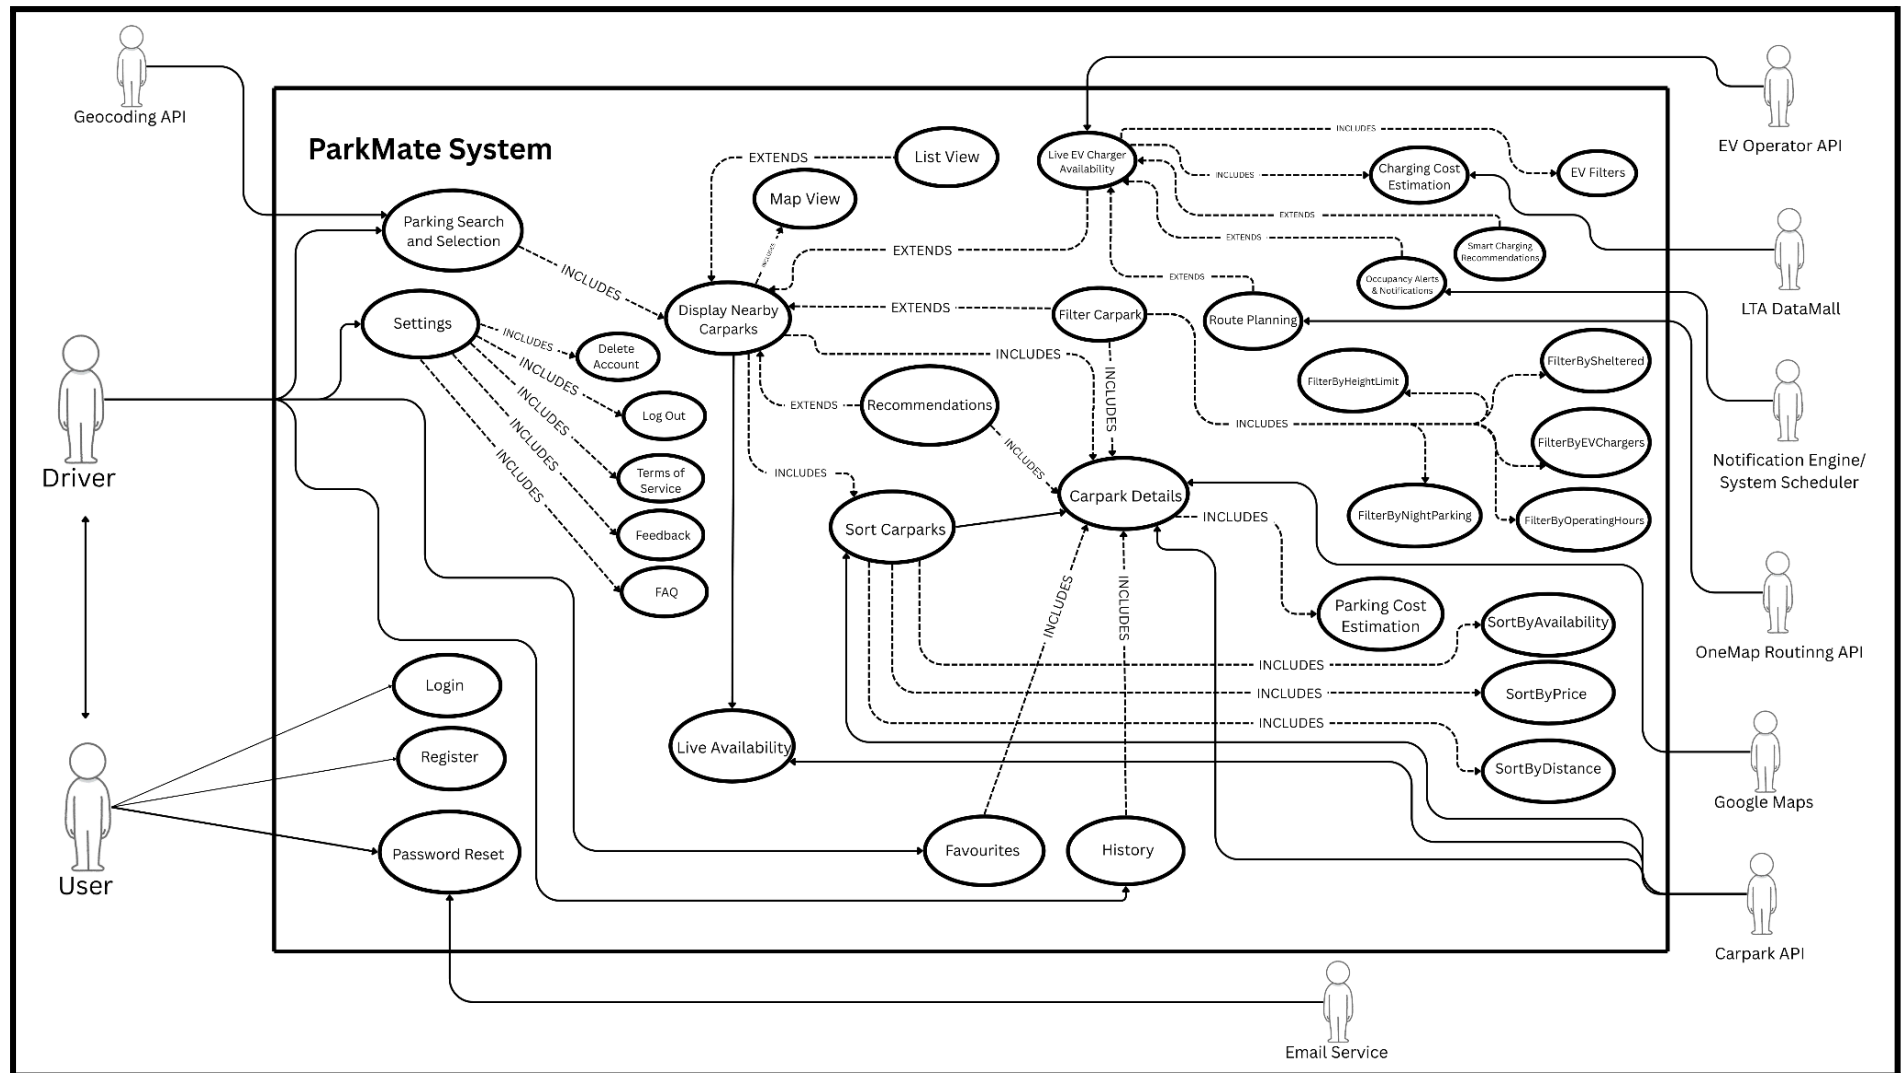 Geocoding API
EV Operator API
ParkMate System
INCLUDES
EXTENDS
List View
Live EV Charger
Availability
INCLUDES
Charging Cost
Estimation
EV Filters
Map View
Parking Search
and Selection
EXTENDS
EXTENDS
EXTENDS
INCLUDES
Smart Charging
Recommendations
INCLUDES
EXTENDS
Occupancy Alerts
& Notifications
LTA DataMall
Settings
Display Nearby
Carparks
EXTENDS
Filter Carpark
Route Planning
INCLUDES
Delete
Account
INCLUDES
INCLUDES
FilterBySheltered
FilterByHeightLimit
INCLUDES
INCLUDES
Log Out
EXTENDS
Recommendations
INCLUDES
FilterByEVChargers
INCLUDES
INCLUDES
Terms of
Service
INCLUDES
INCLUDES
Notification Engine/
System Scheduler
Driver
INCLUDES
Carpark Details
INCLUDES
FilterByNightParking
FilterByOperatingHours
Sort Carparks
Feedback
FAQ
INCLUDES
INCLUDES
Parking Cost
Estimation
SortByAvailability
OneMap Routinng API
INCLUDES
Login
INCLUDES
SortByPrice
INCLUDES
Register
Live Availability
SortByDistance
Google Maps
Password Reset
Favourites
History
User
Carpark API
Email Service